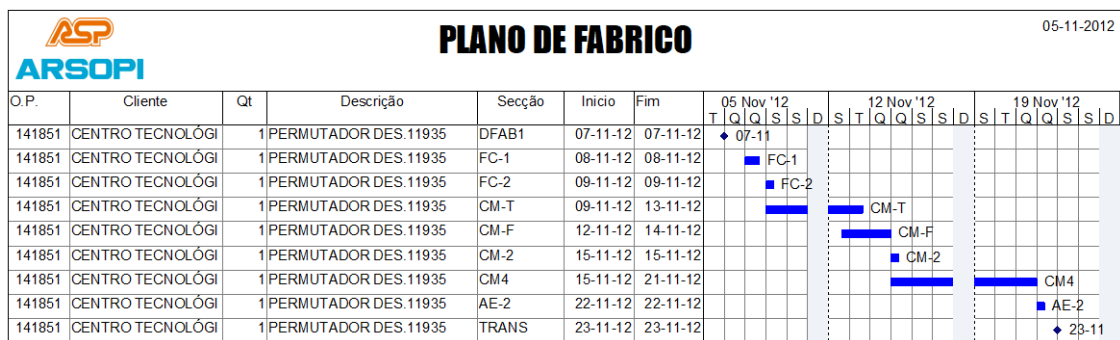 ASP
ARSOPI
PLANO DE FABRICO
05-11-2012
O.P. Cliente Qt Descrição Secção Inicio Fim 05 Nov '12 12 Nov '12 19 Nov '12
T Q Q S S D S T Q Q S S D S T Q Q S S D
141851 CENTRO TECNOLÓGI 1 PERMUTADOR DES.11935 DFAB1 07-11-12 07-11-12 07-11
141851 CENTRO TECNOLÓGI 1 PERMUTADOR DES.11935 FC-1 08-11-12 08-11-12 FC-1
141851 CENTRO TECNOLÓGI 1 PERMUTADOR DES.11935 FC-2 09-11-12 09-11-12 FC-2
141851 CENTRO TECNOLÓGI 1 PERMUTADOR DES.11935 CM-T 09-11-12 13-11-12 CM-T
141851 CENTRO TECNOLÓGI 1 PERMUTADOR DES.11935 CM-F 12-11-12 14-11-12 CM-F
141851 CENTRO TECNOLÓGI 1 PERMUTADOR DES.11935 CM-2 15-11-12 15-11-12 CM-2
141851 CENTRO TECNOLÓGI 1 PERMUTADOR DES.11935 CM4 15-11-12 21-11-12 CM4
141851 CENTRO TECNOLÓGI 1 PERMUTADOR DES.11935 AE-2 22-11-12 22-11-12 AE-2
141851 CENTRO TECNOLÓGI 1 PERMUTADOR DES.11935 TRANS 23-11-12 23-11-12 23-11